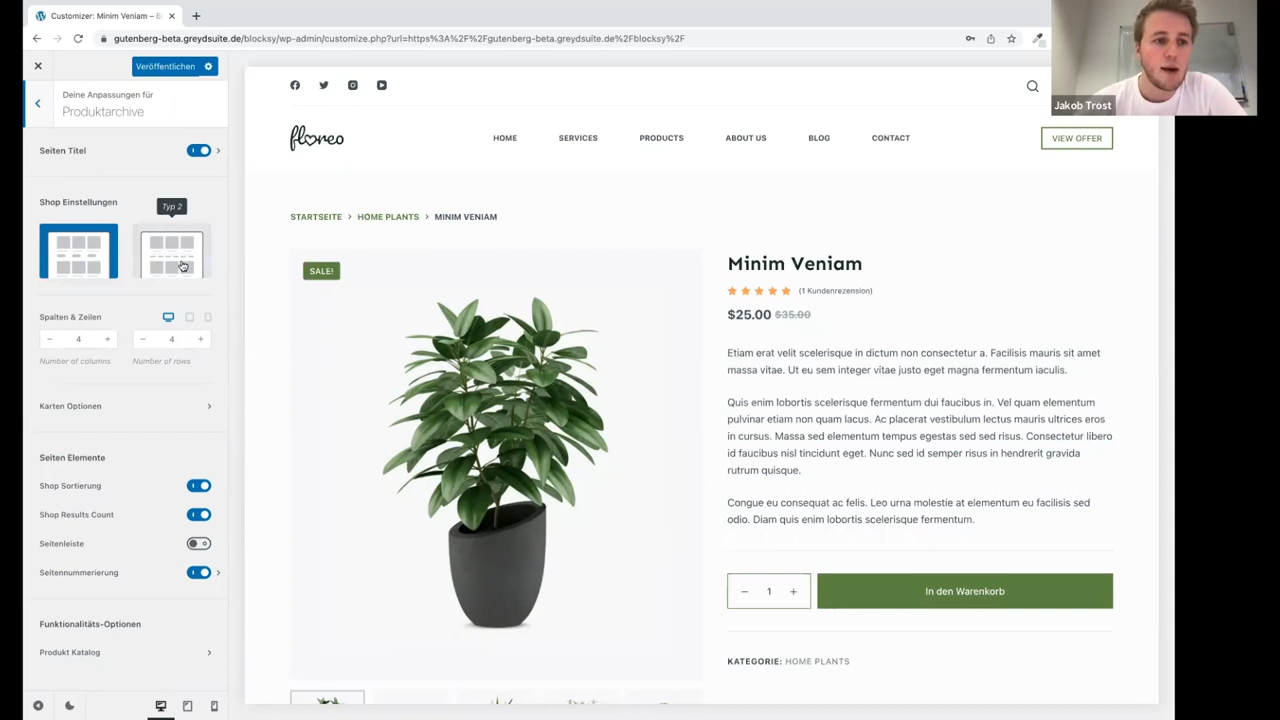 Customizer: Minim Veniam – B
gutenberg-beta.greydsuite.de/blocksy/wp-admin/customize.php?url=https%3A%2F%2Fgutenberg-beta.greydsuite.de%2Fblocksy%2F
Jakob Trost
Veröffentlichen
Deine Anpassungen für
Produktarchive
Seiten Titel
Shop Einstellungen
Typ 2
Spalten & Zeilen
4
4
Number of columns
Number of rows
Karten Optionen
Seiten Elemente
Shop Sortierung
Shop Results Count
Seitenleiste
Seitennummerierung
Funktionalitäts-Optionen
Produkt Katalog
floreo
HOME
SERVICES
PRODUCTS
ABOUT US
BLOG
CONTACT
VIEW OFFER
STARTSEITE > HOME PLANTS > MINIM VENIAM
SALE!
Minim Veniam
(1 Kundenrezension)
$25.00 $35.00
Etiam erat velit scelerisque in dictum non consectetur a. Facilisis mauris sit amet
massa vitae. Ut eu sem integer vitae justo eget magna fermentum iaculis.
Quis enim lobortis scelerisque fermentum dui faucibus in. Vel quam elementum
pulvinar etiam non quam lacus. Ac placerat vestibulum lectus mauris ultrices eros
in cursus. Massa sed elementum tempus egestas sed sed risus. Consectetur libero
id faucibus nisl tincidunt eget. Nunc sed id semper risus in hendrerit gravida
rutrum quisque.
Congue eu consequat ac felis. Leo urna molestie at elementum eu facilisis sed
odio. Diam quis enim lobortis scelerisque fermentum.
− 1 +
In den Warenkorb
KATEGORIE: HOME PLANTS